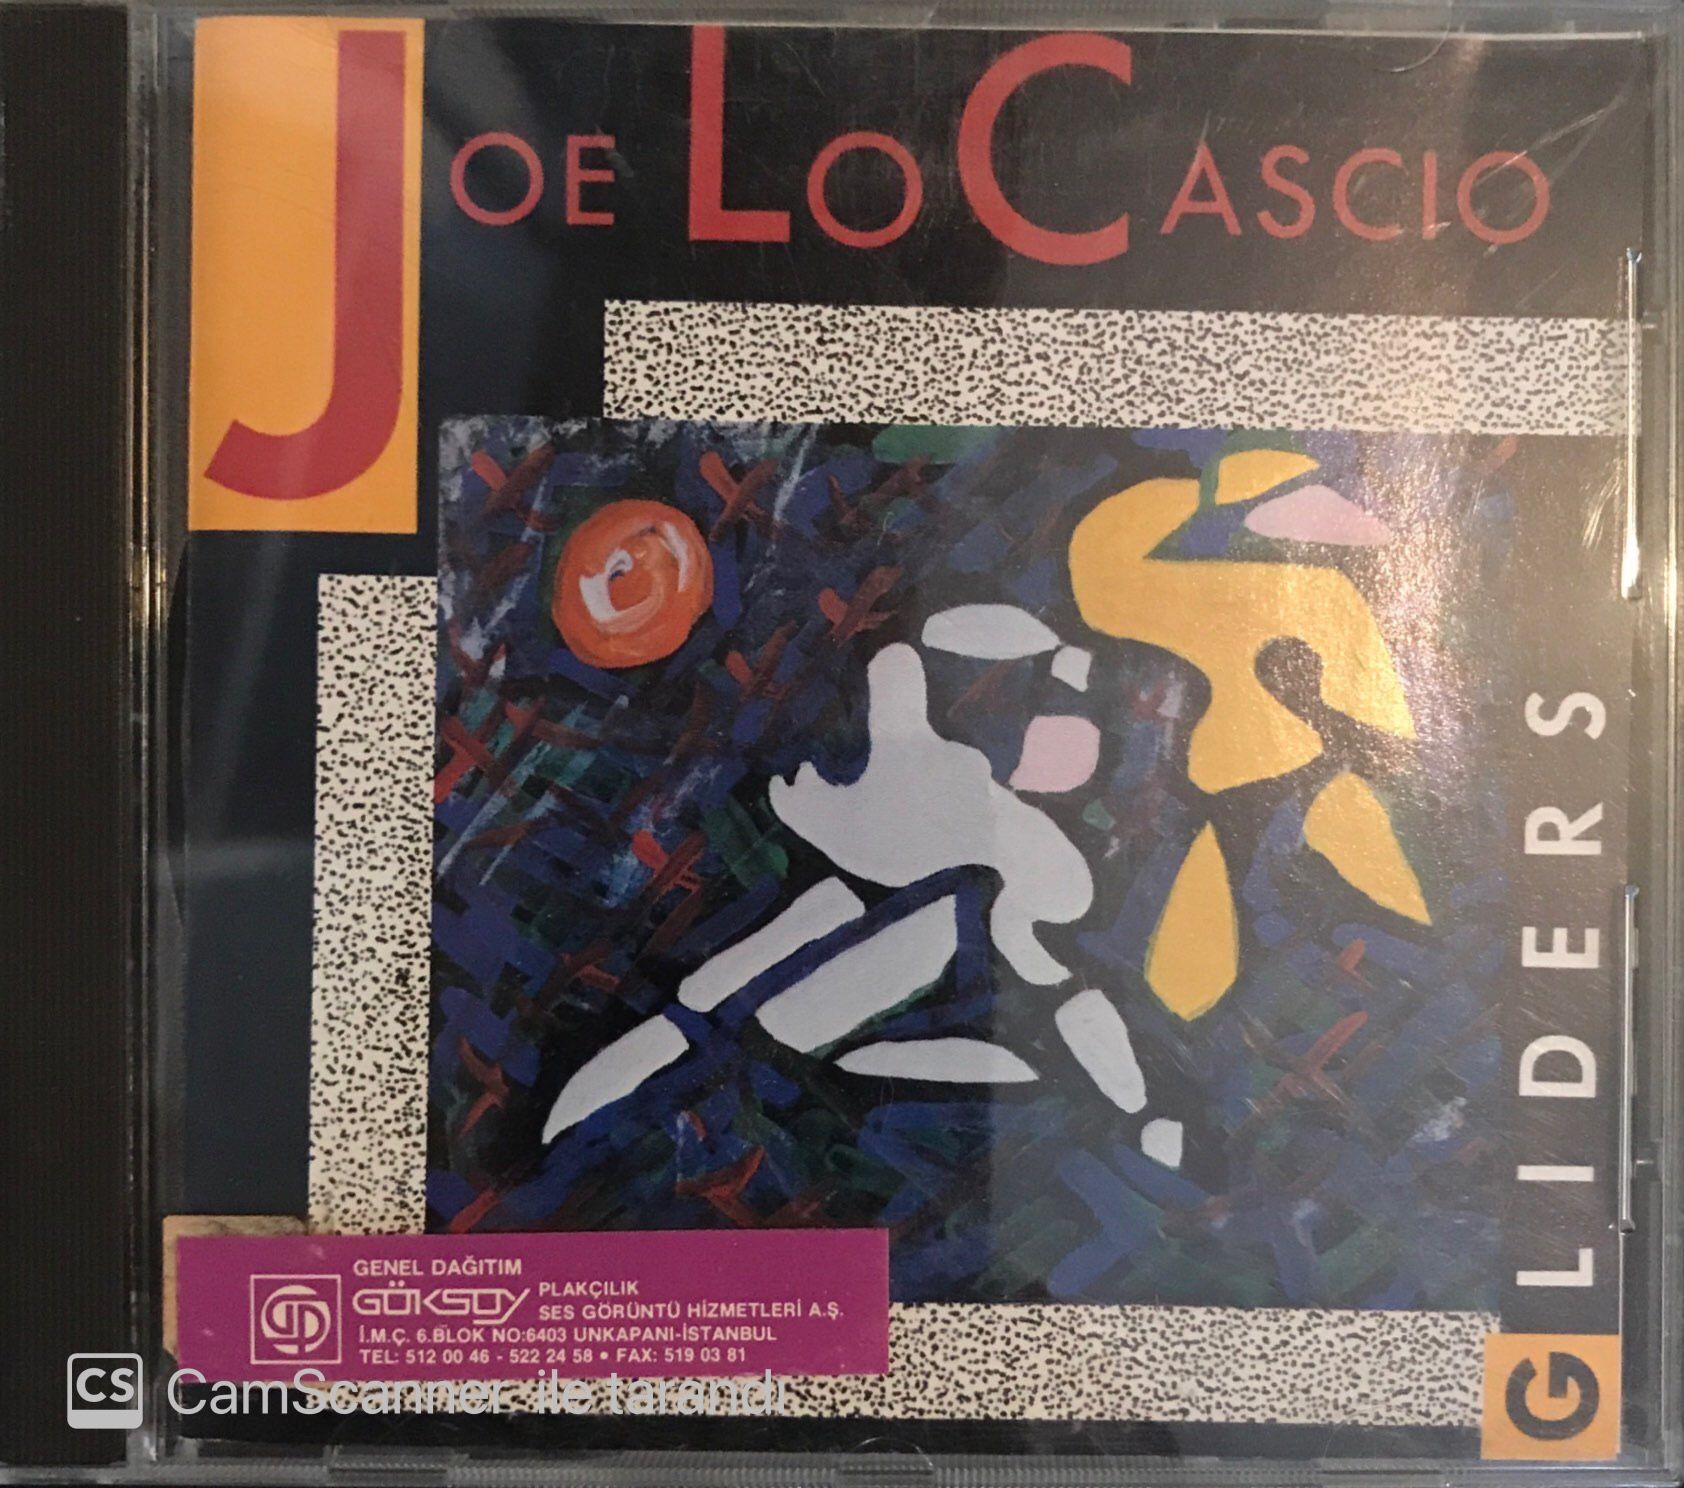 JOE LOCASCIO
GLIDERS
GENEL DAĞITIM
GÖKSOY PLAKÇILIK
SES GÖRÜNTÜ HİZMETLERİ A.Ş.
İ.M.Ç. 6.BLOK NO:6403 UNKAPANI-İSTANBUL
TEL: 512 00 46 - 522 24 58 • FAX: 519 03 81
CS CamScanner ile tarandı